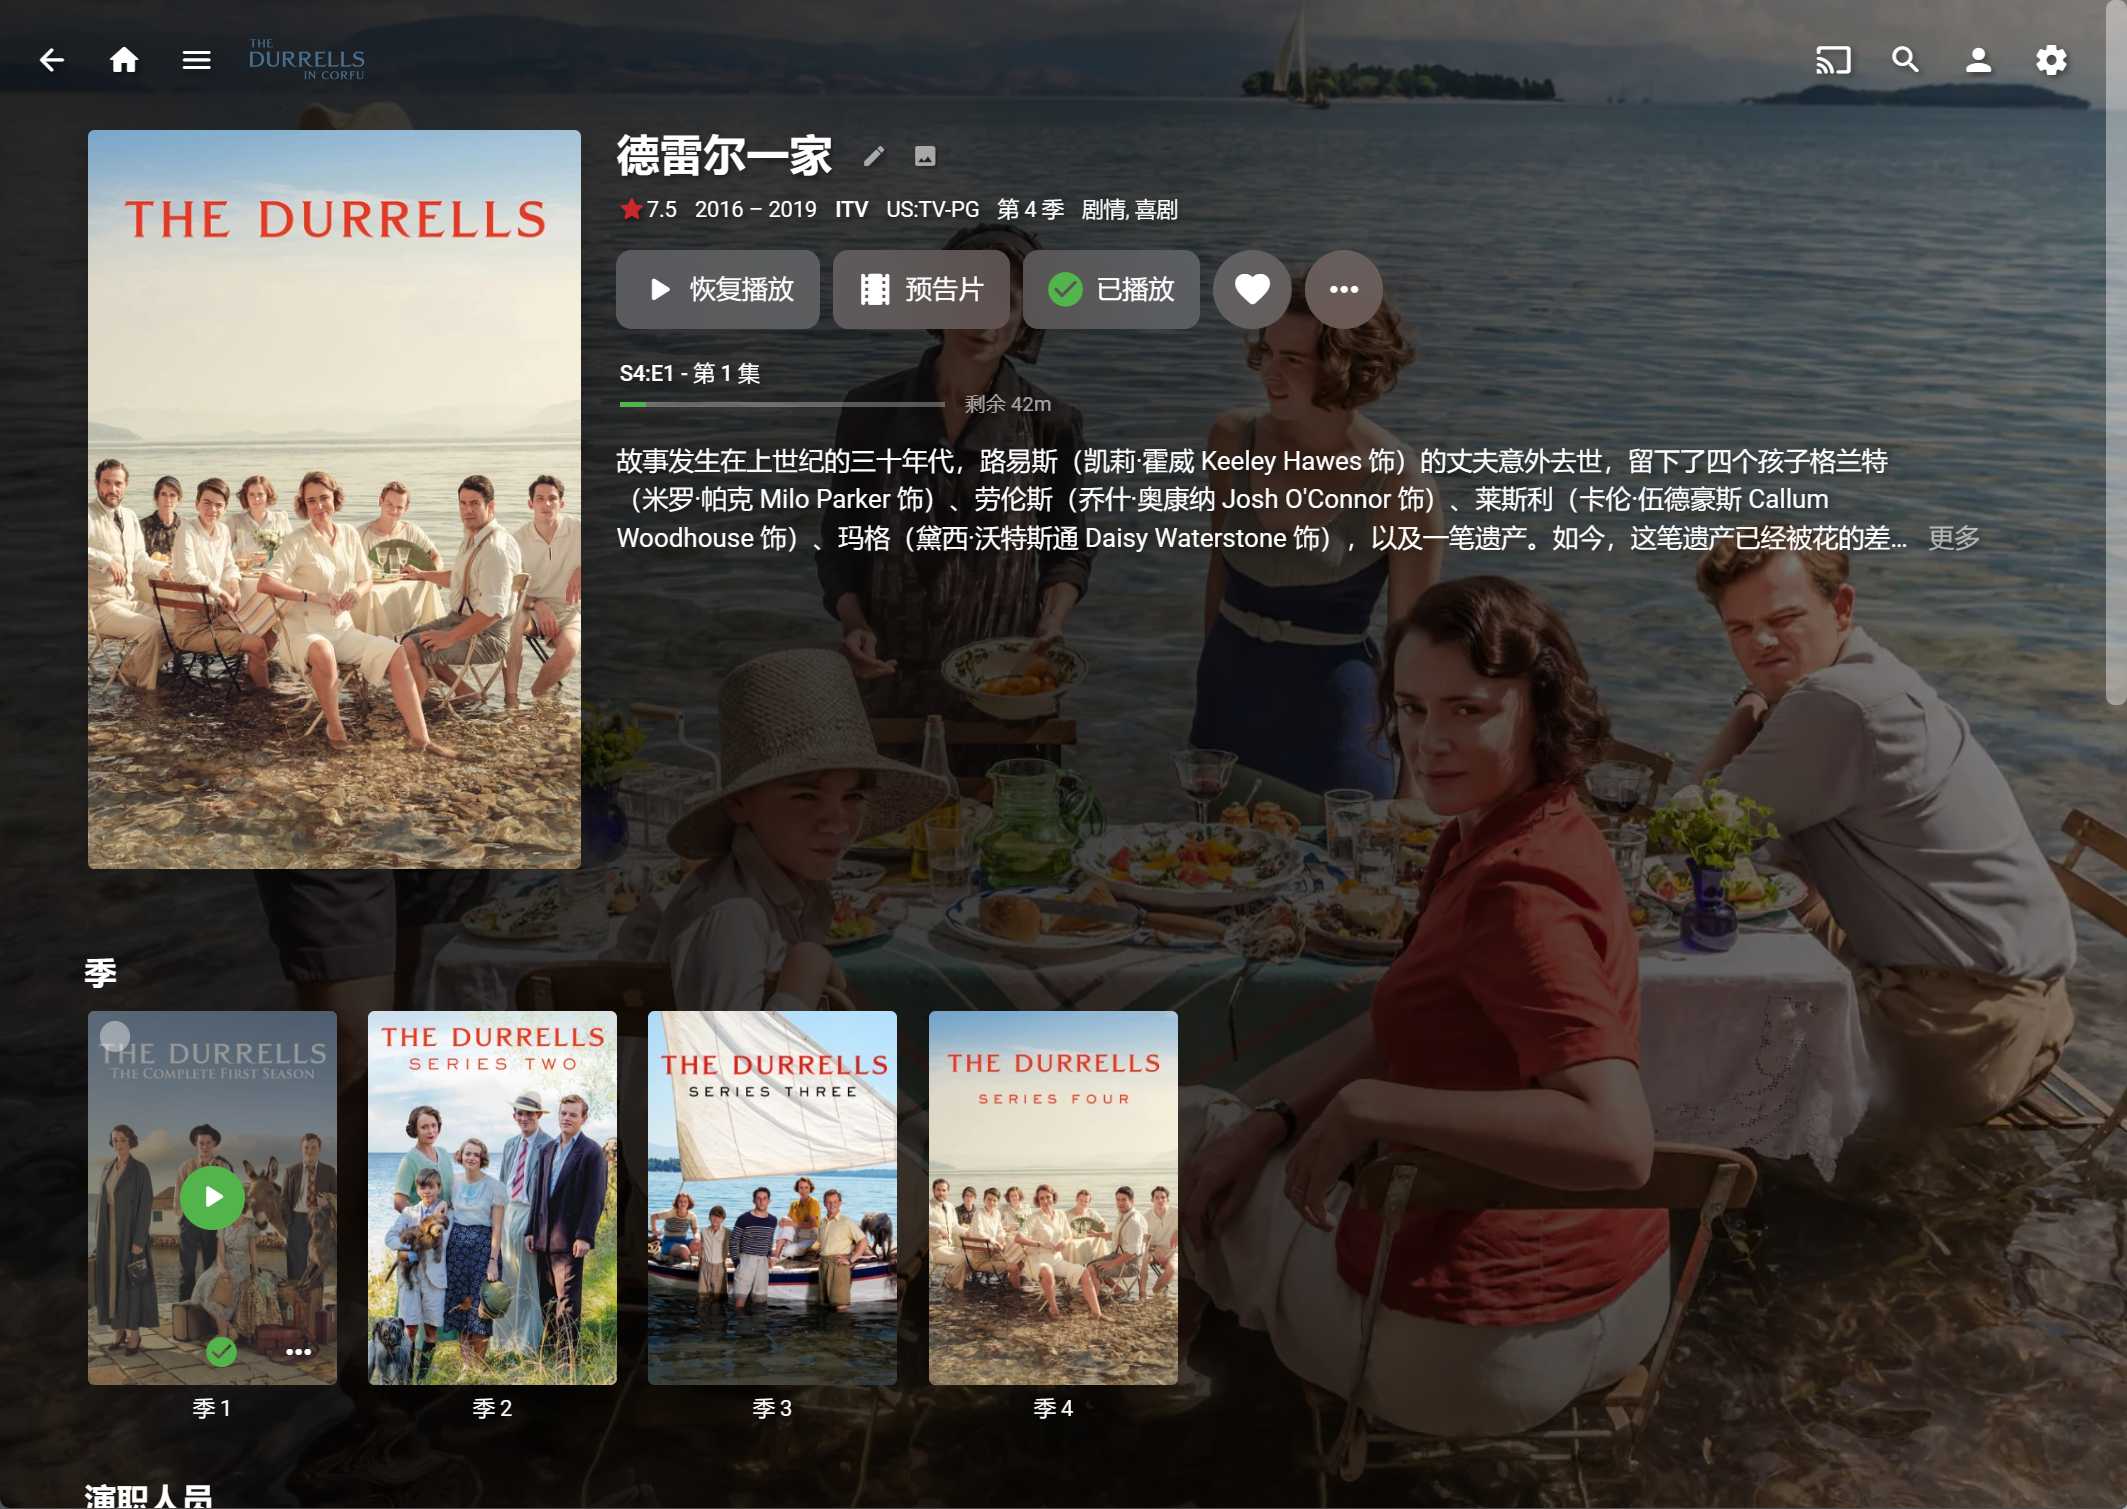 THE
DURRELLS
IN CORFU
THE DURRELLS
德雷尔一家
7.5 2016 – 2019 ITV US:TV-PG 第 4 季 剧情, 喜剧
恢复播放 预告片 已播放
S4:E1 - 第 1 集
剩余 42m
故事发生在上世纪的三十年代，路易斯（凯莉·霍威 Keeley Hawes 饰）的丈夫意外去世，留下了四个孩子格兰特
（米罗·帕克 Milo Parker 饰）、劳伦斯（乔什·奥康纳 Josh O'Connor 饰）、莱斯利（卡伦·伍德豪斯 Callum
Woodhouse 饰）、玛格（黛西·沃特斯通 Daisy Waterstone 饰），以及一笔遗产。如今，这笔遗产已经被花的差... 更多
季
THE DURRELLS
THE COMPLETE FIRST SEASON
THE DURRELLS
SERIES TWO
THE DURRELLS
SERIES THREE
THE DURRELLS
SERIES FOUR
季 1
季 2
季 3
季 4
演职人员